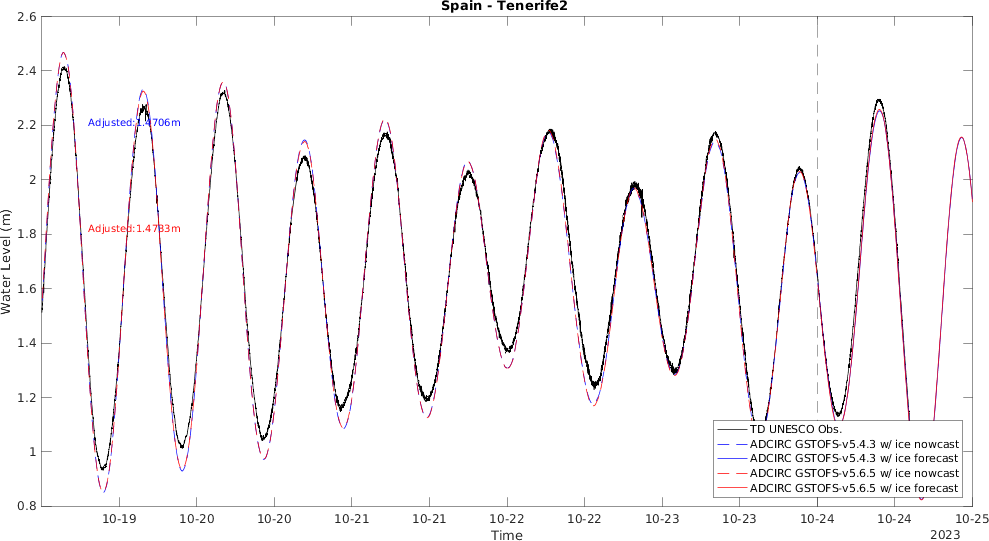 Spain - Tenerife2
2.6
2.4
2.2
2
1.8
1.6
1.4
1.2
1
0.8
Water Level (m)
Adjusted:1.4706m
Adjusted:1.4783m
TD UNESCO Obs.
ADCIRC GSTOFS-v5.4.3 w/ ice nowcast
ADCIRC GSTOFS-v5.4.3 w/ ice forecast
ADCIRC GSTOFS-v5.6.5 w/ ice nowcast
ADCIRC GSTOFS-v5.6.5 w/ ice forecast
10-19 10-20 10-20 10-21 10-21 10-22 10-22 10-23 10-23 10-24 10-24 10-25
Time
2023